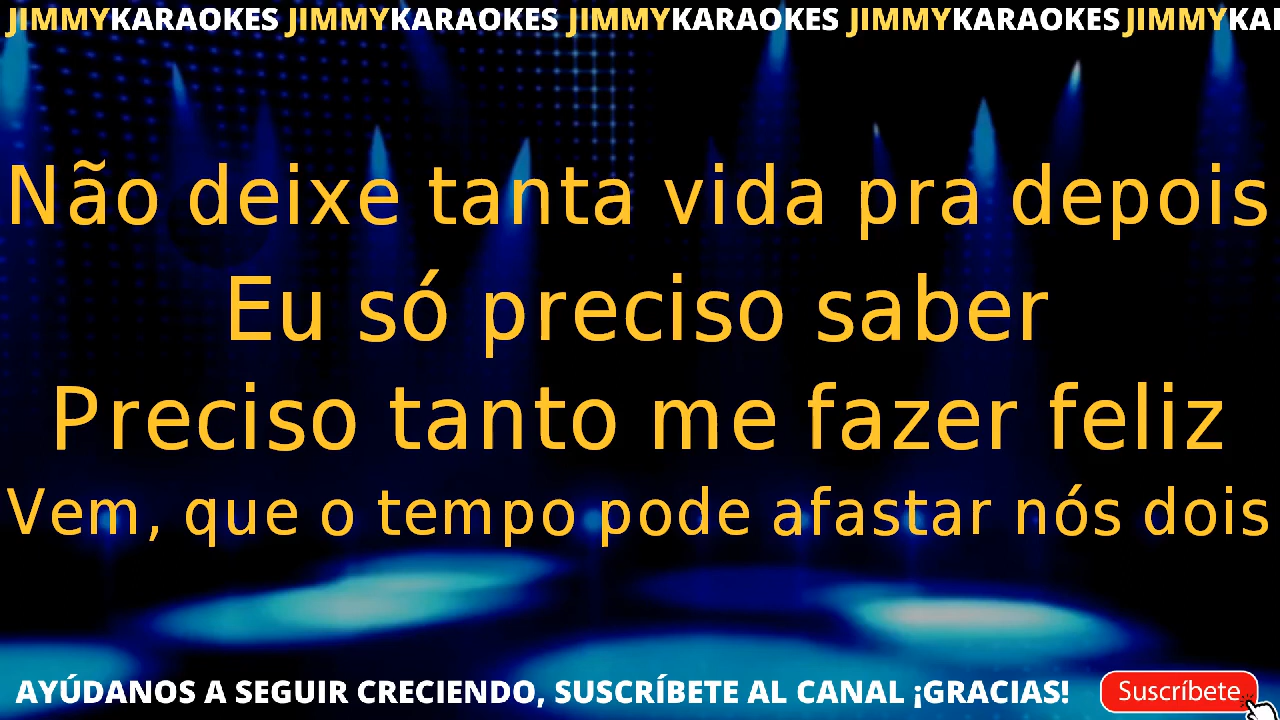 JIMMYKARAOKES JIMMYKARAOKES JIMMYKARAOKES JIMMYKARAOKES JIMMYKAI
Não deixe tanta vida pra depois
Eu só preciso saber
Preciso tanto me fazer feliz
Vem, que o tempo pode afastar nós dois
AYÚDANOS A SEGUIR CRECIENDO, SUSCRÍBETE AL CANAL ¡GRACIAS! Suscríbete